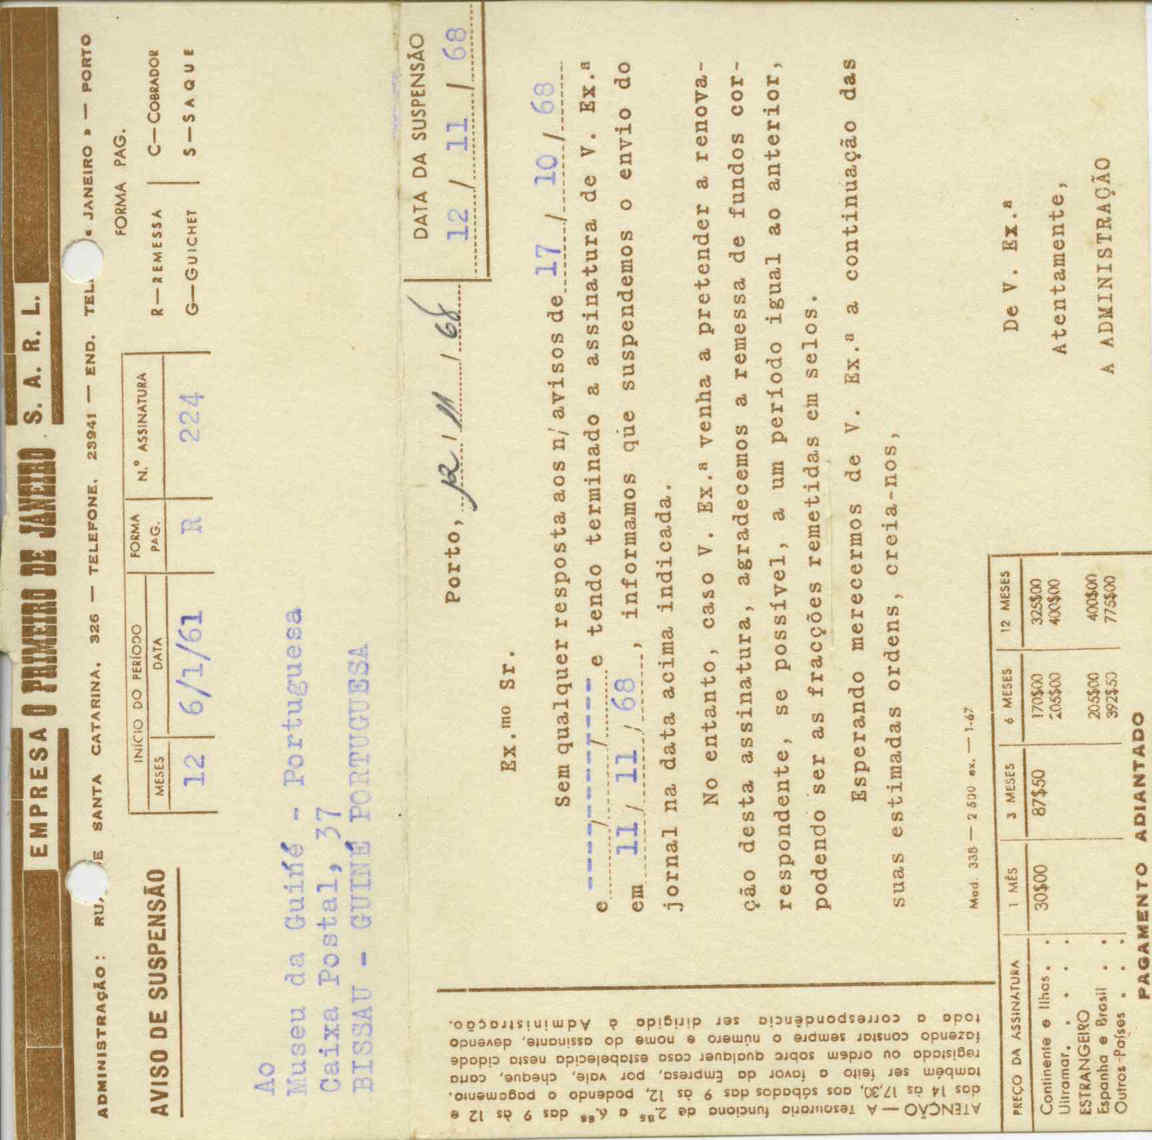 EMPRESA O PRIMEIRO DE JANEIRO S. A. R. L.
ADMINISTRAÇÃO: SANTA CATARINA, 326 — TELEFONE, 23941 — END. JANEIRO » — PORTO
AVISO DE SUSPENSÃO
INÍCIO DO PERÍODO
MESES
DATA
FORMA
PAG.
N.º ASSINATURA
12 6/1/61 R 224
FORMA PAG.
R—REMESSA C—COBRADOR
G—GUICHET S—SAQUE
Ao
Museu da Guiné - Portuguesa
Caixa Postal, 37
BISSAU - GUINÉ PORTUGUESA
DATA DA SUSPENSÃO
12 / 11 / 68
Porto, 12 / 11 / 68
Ex.mo Sr.
Sem qualquer resposta aos n/ avisos de 17 / 10 / 68
e ----/----/---- e tendo terminado a assinatura de V. Ex.ª
em 11 / 11 / 68, informamos que suspendemos o envio do
jornal na data acima indicada.
No entanto, caso V. Ex.ª venha a pretender a renova-
ção desta assinatura, agradecemos a remessa de fundos cor-
respondente, se possível, a um período igual ao anterior,
podendo ser as fracções remetidas em selos.
Esperando merecermos de V. Ex.ª a continuação das
suas estimadas ordens, creia-nos,
De V. Ex.ª
Atentamente,
A ADMINISTRAÇÃO
Mod. 335 — 2 500 ex. — 1-67
ATENÇÃO — A Tesouraria funciona de 2.as a 6.as das 9 às 12 e
das 14 às 17,30, aos sábados das 9 às 12, podendo o pagamento,
também ser feito a favor da Empresa, por vale, cheque, carta
registada ou ordem sobre qualquer casa estabelecida nesta cidade
fazendo constar sempre o número e nome do assinante, devendo
toda a correspondência ser dirigida à Administração.
PREÇO DA ASSINATURA 1 MÊS 3 MESES 6 MESES 12 MESES
Continente e Ilhas . 30$00 87$50 170$00 325$00
Ultramar. . . . 205$00 400$00
ESTRANGEIRO
Espanha e Brasil . . 205$00 400$00
Outros Países . . . 392$50 775$00
PAGAMENTO ADIANTADO